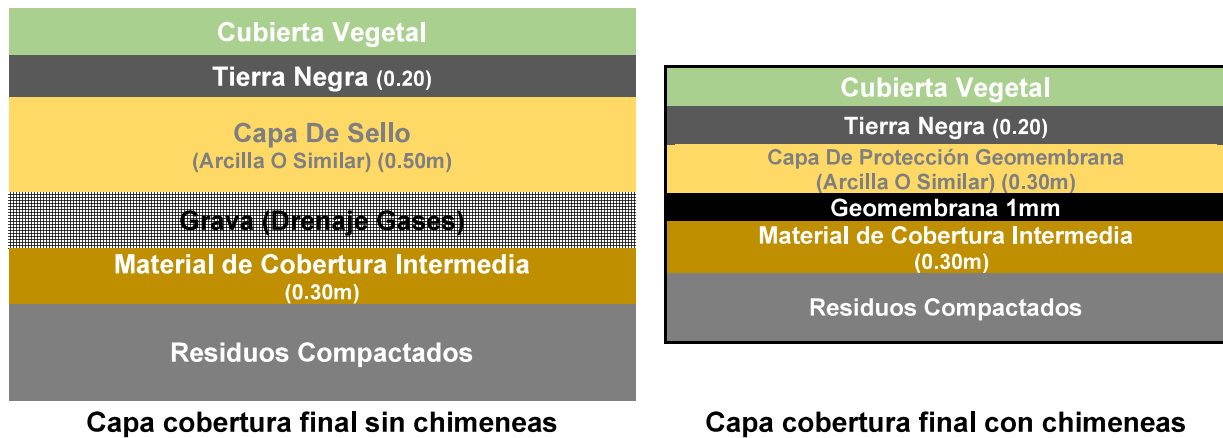 Cubierta Vegetal
Tierra Negra (0.20)
Capa De Sello
(Arcilla O Similar) (0.50m)
Grava (Drenaje Gases)
Material de Cobertura Intermedia
(0.30m)
Residuos Compactados
Capa cobertura final sin chimeneas
Cubierta Vegetal
Tierra Negra (0.20)
Capa De Protección Geomembrana
(Arcilla O Similar) (0.30m)
Geomembrana 1mm
Material de Cobertura Intermedia
(0.30m)
Residuos Compactados
Capa cobertura final con chimeneas